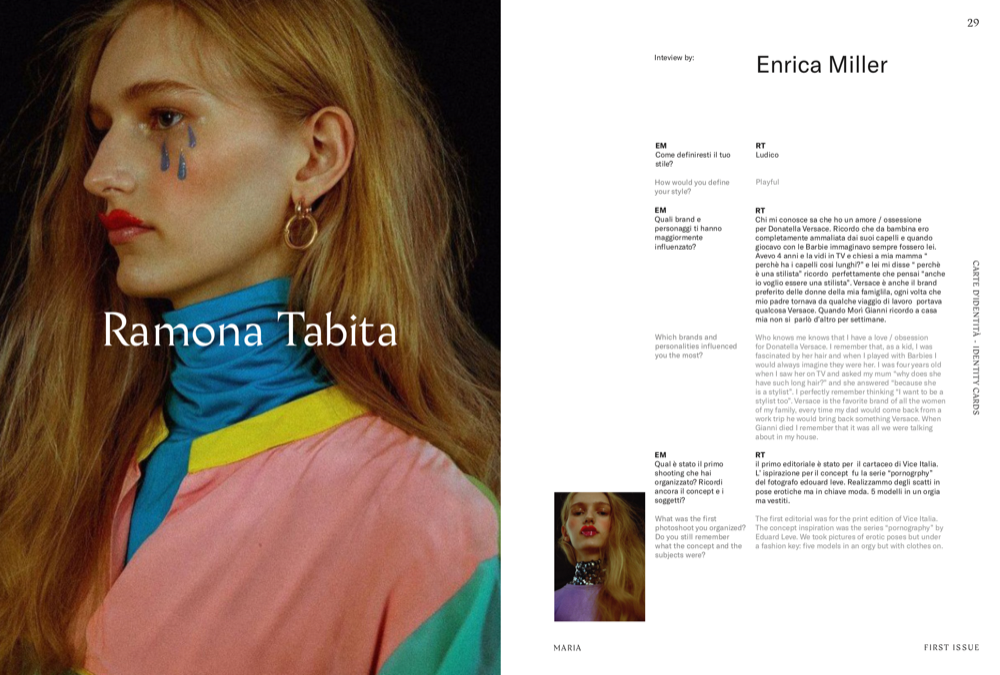 Ramona Tabita
29
Inteview by:
Enrica Miller
EM
Come definiresti il tuo
stile?
RT
Ludico
How would you define
your style?
Playful
EM
Quali brand e
personaggi ti hanno
maggiormente
influenzato?
RT
Chi mi conosce sa che ho un amore / ossessione
per Donatella Versace. Ricordo che da bambina ero
completamente ammaliata dai suoi capelli e quando
giocavo con le Barbie immaginavo sempre fossero lei.
Avevo 4 anni e la vidi in TV e chiesi a mia mamma "
perchè ha i capelli così lunghi?" e lei mi disse " perchè
è una stilista" ricordo perfettamente che pensai "anche
io voglio essere una stilista". Versace è anche il brand
preferito delle donne della mia famiglila, ogni volta che
mio padre tornava da qualche viaggio di lavoro portava
qualcosa Versace. Quando Morì Gianni ricordo a casa
mia non si parlò d'altro per settimane.
Which brands and
personalities influenced
you the most?
Who knows me knows that I have a love / obsession
for Donatella Versace. I remember that, as a kid, I was
fascinated by her hair and when I played with Barbies I
would always imagine they were her. I was four years old
when I saw her on TV and asked my mum "why does she
have such long hair?" and she answered "because she
is a stylist". I perfectly remember thinking "I want to be a
stylist too". Versace is the favorite brand of all the women
of my family, every time my dad would come back from a
work trip he would bring back something Versace. When
Gianni died I remember that it was all we were talking
about in my house.
EM
Qual è stato il primo
shooting che hai
organizzato? Ricordi
ancora il concept e i
soggetti?
RT
il primo editoriale è stato per il cartaceo di Vice Italia.
L' ispirazione per il concept fu la serie "pornogrphy"
del fotografo edouard leve. Realizzammo degli scatti in
pose erotiche ma in chiave moda. 5 modelli in un orgia
ma vestiti.
What was the first
photoshoot you organized?
Do you still remember
what the concept and the
subjects were?
The first editorial was for the print edition of Vice Italia.
The concept inspiration was the series "pornography" by
Eduard Leve. We took pictures of erotic poses but under
a fashion key: five models in an orgy but with clothes on.
CARTE D'IDENTITÀ - IDENTITY CARDS
MARIA
FIRST ISSUE